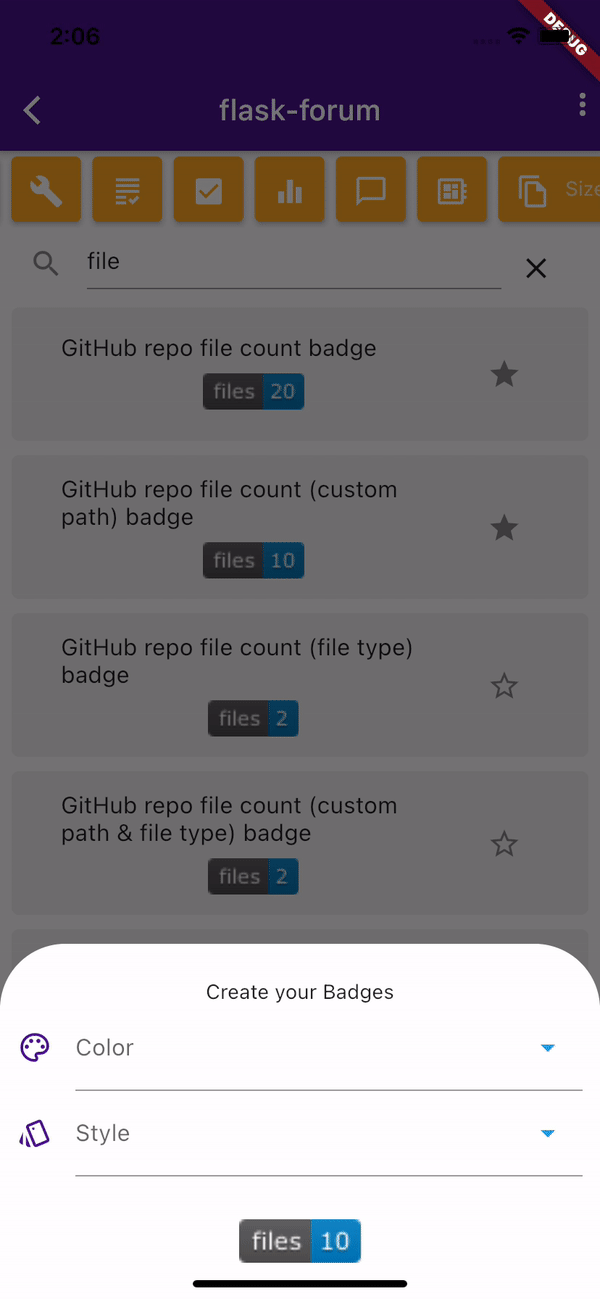 2:06
DEBUG
flask-forum
Size
file
GitHub repo file count badge
files 20
GitHub repo file count (custom
path) badge
files 10
GitHub repo file count (file type)
badge
files 2
GitHub repo file count (custom
path & file type) badge
files 2
Create your Badges
Color
Style
files 10